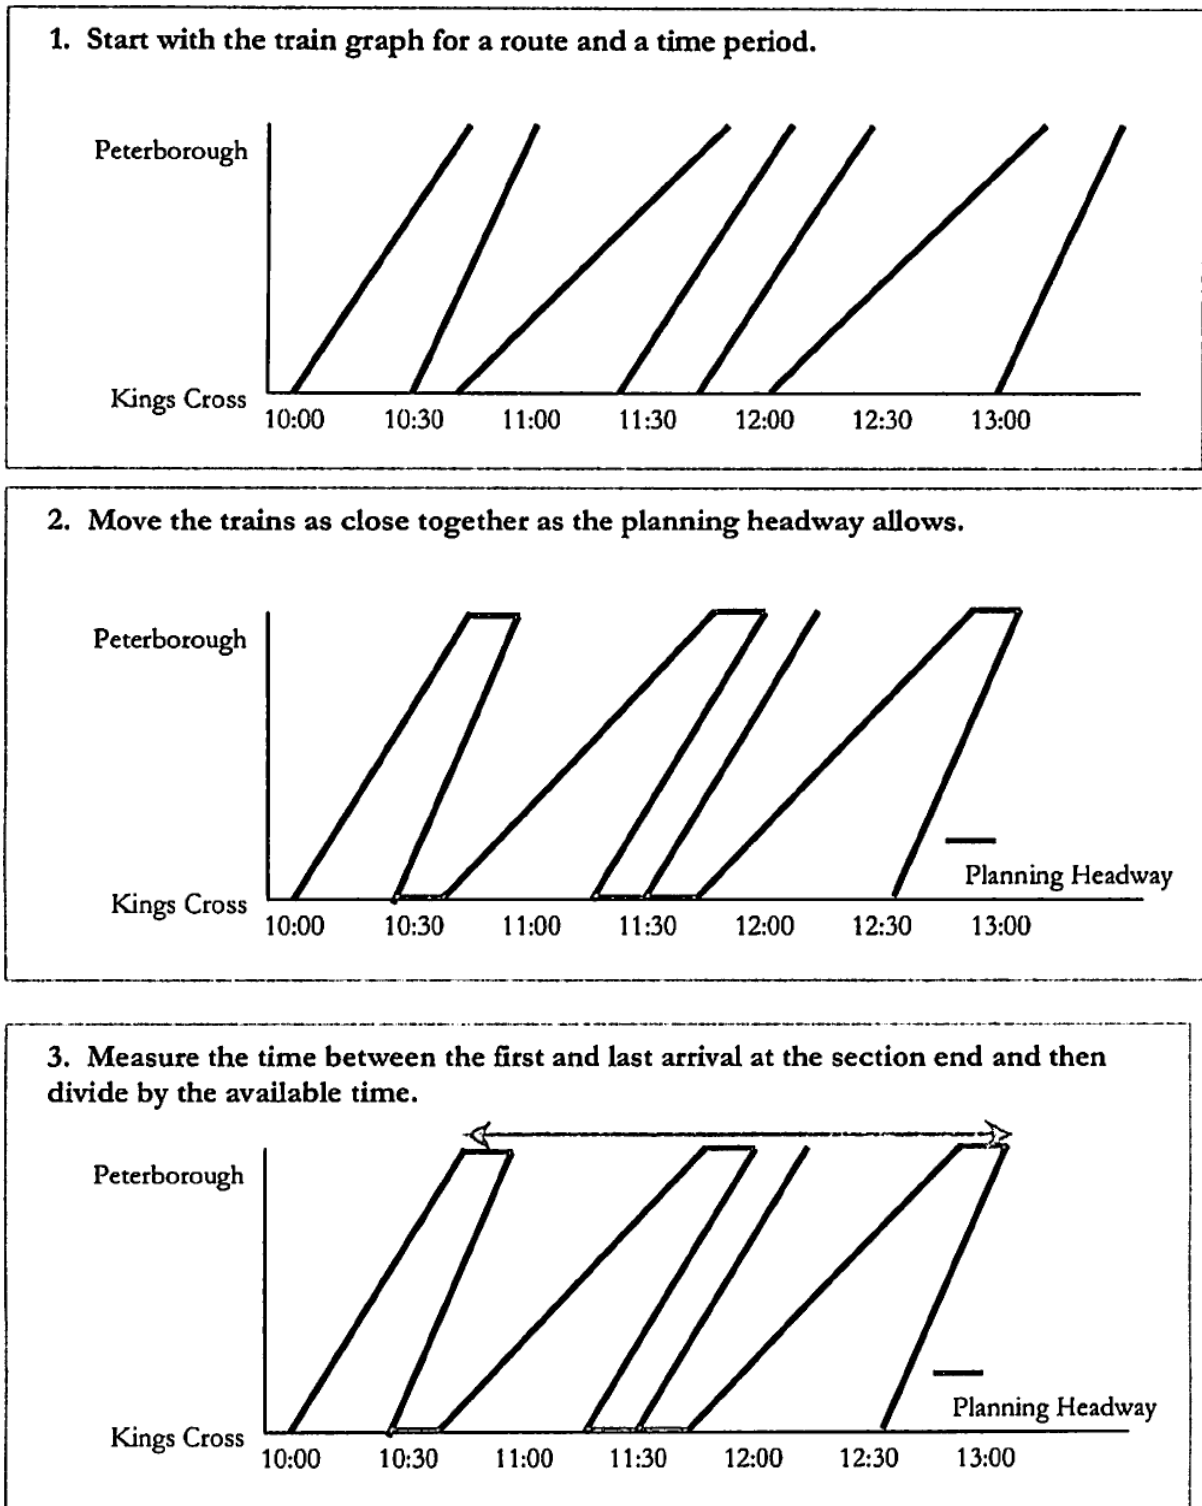 1. Start with the train graph for a route and a time period.
Peterborough
Kings Cross
10:00 10:30 11:00 11:30 12:00 12:30 13:00
2. Move the trains as close together as the planning headway allows.
Peterborough
Planning Headway
Kings Cross
10:00 10:30 11:00 11:30 12:00 12:30 13:00
3. Measure the time between the first and last arrival at the section end and then
divide by the available time.
Peterborough
Planning Headway
Kings Cross
10:00 10:30 11:00 11:30 12:00 12:30 13:00